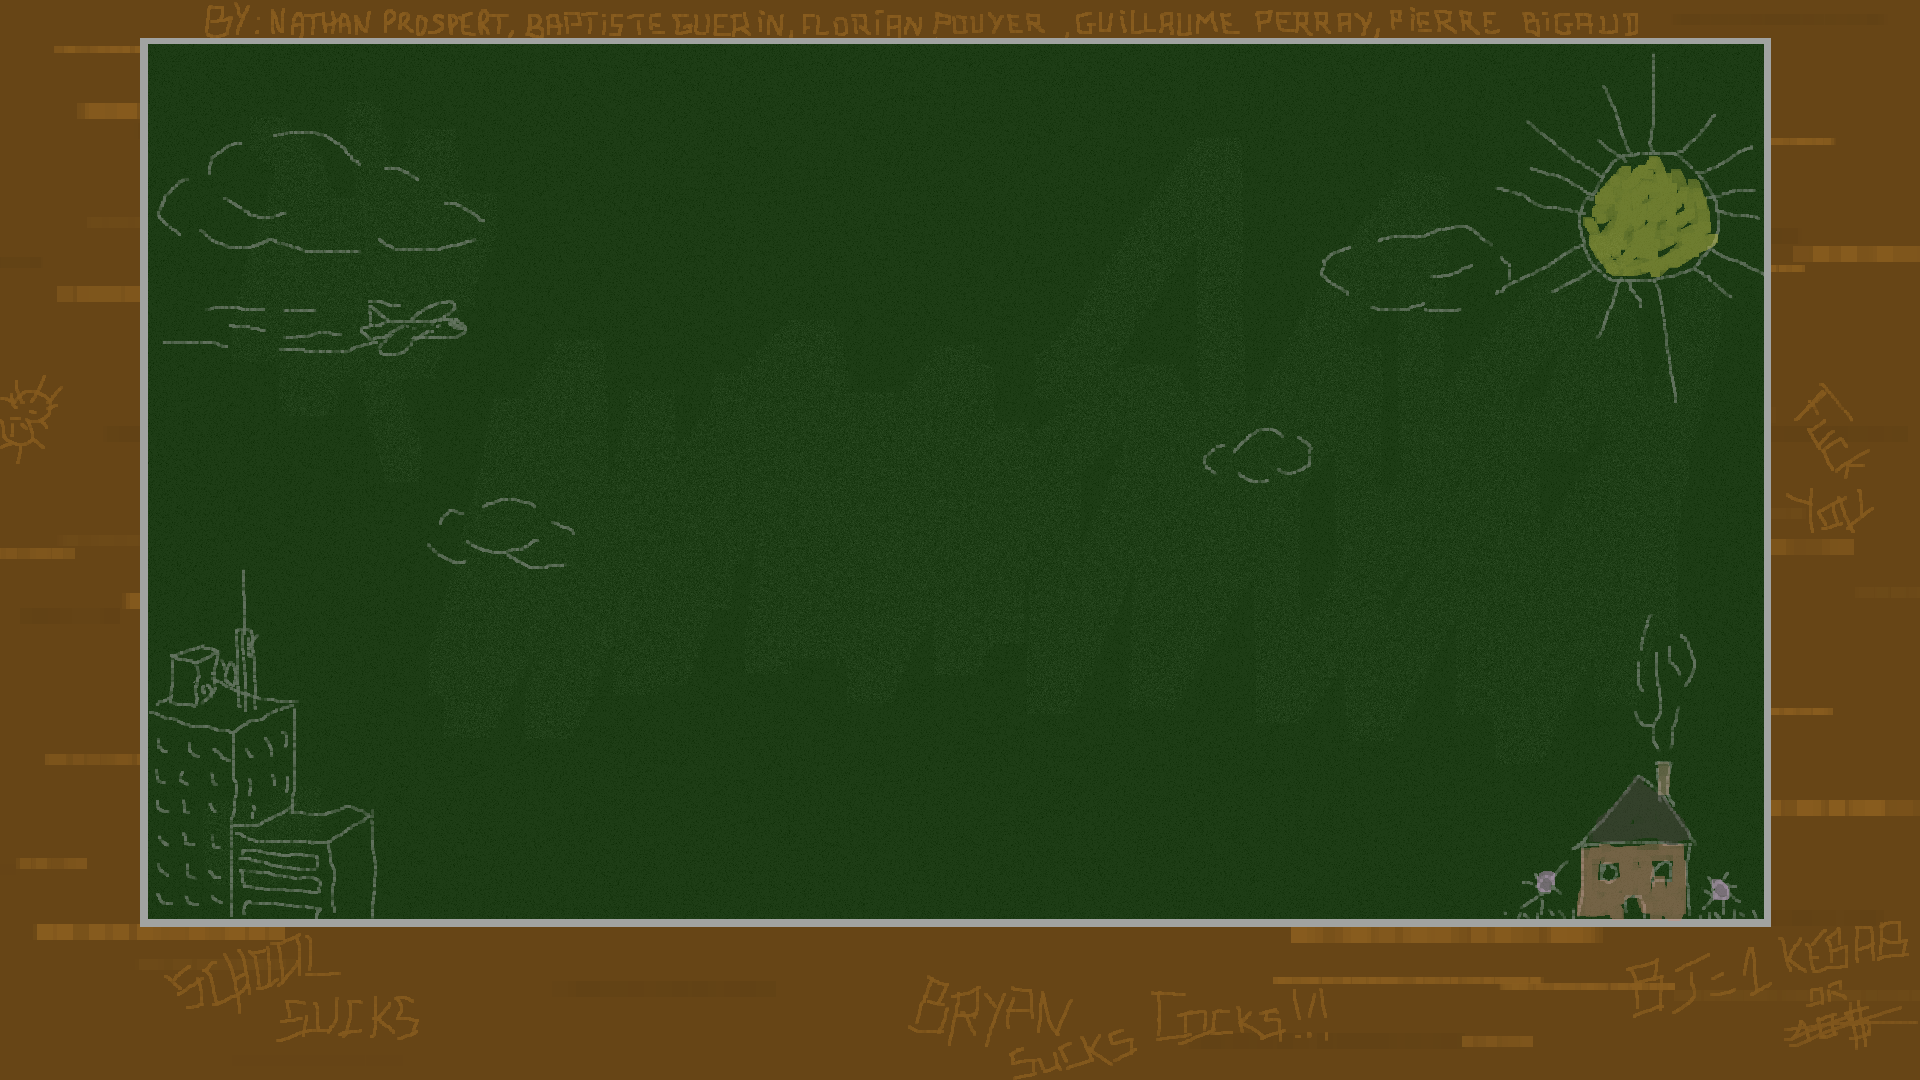 BY: NATHAN PROSPERT, BAPTISTE GUERIN, FLORIAN POUYER , GUILLAUME PERRAY, PIERRE BIGAUD
FUCK
YOU
SCHOOL
SUCKS
BRYAN
SUCKS COCKS!!!
BJ=1 KEBAB
OR